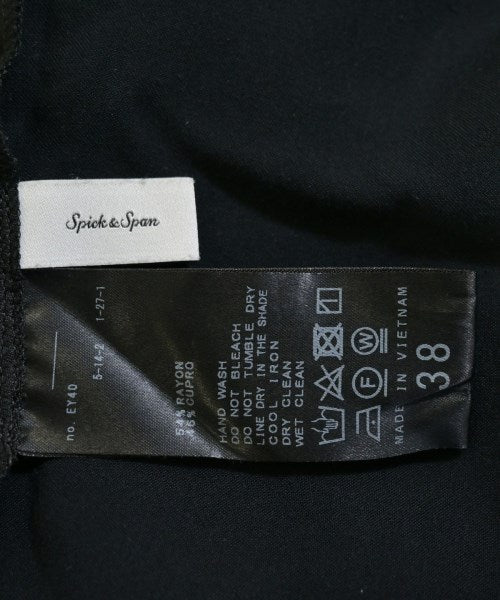 Spick & Span
no. EY40
5-14-2 1-27-1
54% RAYON
46% CUPRO
HAND WASH
DO NOT BLEACH
DO NOT TUMBLE DRY
LINE DRY IN THE SHADE
COOL IRON
DRY CLEAN
WET CLEAN
F W
MADE IN VIETNAM
38